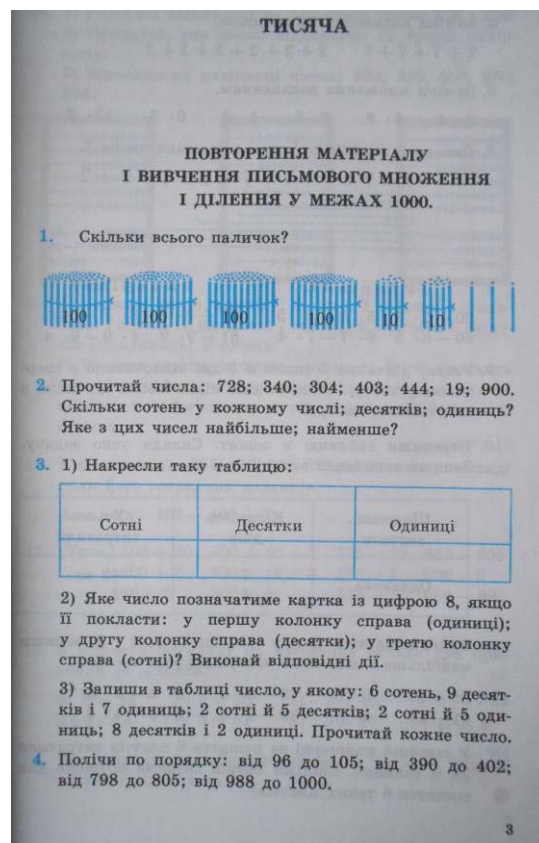 ТИСЯЧА
ПОВТОРЕННЯ МАТЕРІАЛУ
І ВИВЧЕННЯ ПИСЬМОВОГО МНОЖЕННЯ
І ДІЛЕННЯ У МЕЖАХ 1000.
1. Скільки всього паличок?
100 100 100 100 10 10
2. Прочитай числа: 728; 340; 304; 403; 444; 19; 900.
Скільки сотень у кожному числі; десятків; одиниць?
Яке з цих чисел найбільше; найменше?
3. 1) Накресли таку таблицю:
Сотні Десятки Одиниці
2) Яке число позначатиме картка із цифрою 8, якщо
її покласти: у першу колонку справа (одиниці);
у другу колонку справа (десятки); у третю колонку
справа (сотні)? Виконай відповідні дії.
3) Запиши в таблиці число, у якому: 6 сотень, 9 десят-
ків і 7 одиниць; 2 сотні й 5 десятків; 2 сотні й 5 оди-
ниць; 8 десятків і 2 одиниці. Прочитай кожне число.
4. Полічи по порядку: від 96 до 105; від 390 до 402;
від 798 до 805; від 988 до 1000.
3